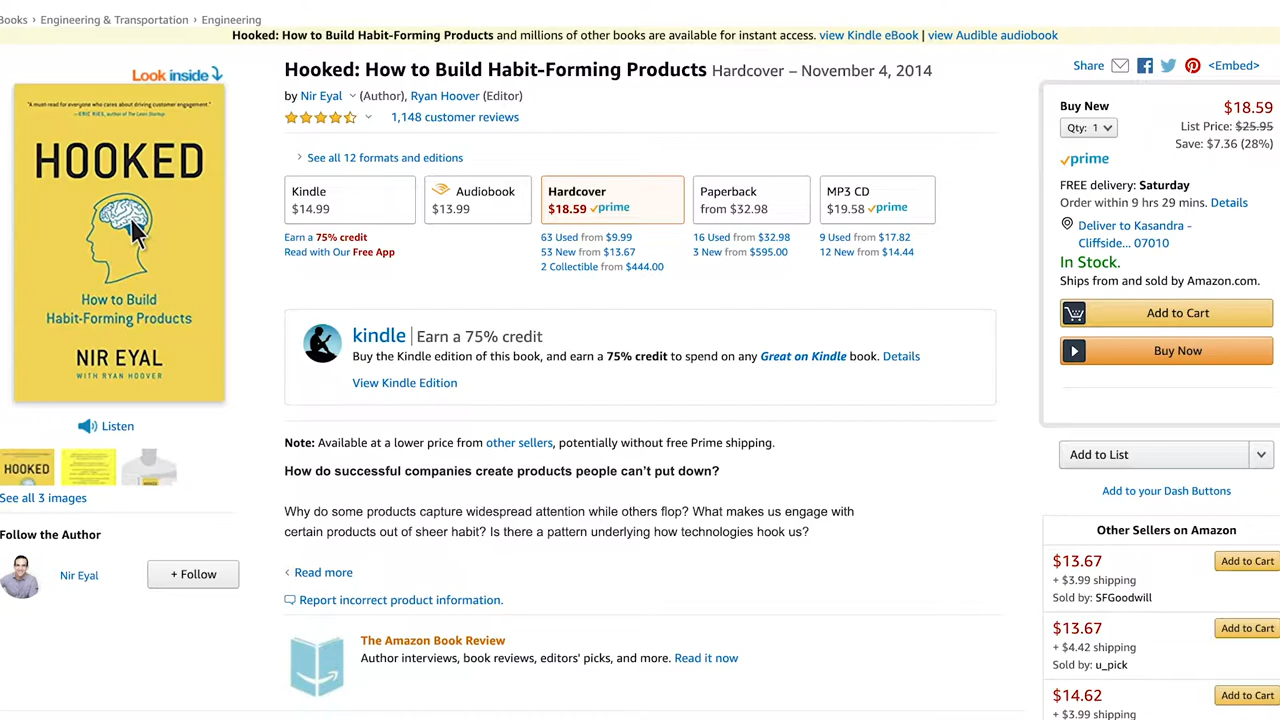 Books › Engineering & Transportation › Engineering
Hooked: How to Build Habit-Forming Products and millions of other books are available for instant access. view Kindle eBook | view Audible audiobook
Look inside
"A must-read for everyone who cares about driving customer engagement."
—ERIC RIES, author of The Lean Startup
HOOKED
How to Build
Habit-Forming Products
NIR EYAL
WITH RYAN HOOVER
Listen
HOOKED
See all 3 images
Follow the Author
Nir Eyal
+ Follow
Hooked: How to Build Habit-Forming Products Hardcover – November 4, 2014
by Nir Eyal (Author), Ryan Hoover (Editor)
1,148 customer reviews
› See all 12 formats and editions
Kindle
$14.99
Earn a 75% credit
Read with Our Free App
Audiobook
$13.99
Hardcover
$18.59 prime
63 Used from $9.99
53 New from $13.67
2 Collectible from $444.00
Paperback
from $32.98
16 Used from $32.98
3 New from $595.00
MP3 CD
$19.58 prime
9 Used from $17.82
12 New from $14.44
kindle | Earn a 75% credit
Buy the Kindle edition of this book, and earn a 75% credit to spend on any Great on Kindle book. Details
View Kindle Edition
Note: Available at a lower price from other sellers, potentially without free Prime shipping.
How do successful companies create products people can't put down?
Why do some products capture widespread attention while others flop? What makes us engage with
certain products out of sheer habit? Is there a pattern underlying how technologies hook us?
‹ Read more
Report incorrect product information.
The Amazon Book Review
Author interviews, book reviews, editors' picks, and more. Read it now
Share <Embed>
Buy New $18.59
Qty: 1 List Price: $25.95
Save: $7.36 (28%)
prime
FREE delivery: Saturday
Order within 9 hrs 29 mins. Details
Deliver to Kasandra -
Cliffside... 07010
In Stock.
Ships from and sold by Amazon.com.
Add to Cart
Buy Now
Add to List
Add to your Dash Buttons
Other Sellers on Amazon
$13.67 Add to Cart
+ $3.99 shipping
Sold by: SFGoodwill
$13.67 Add to Cart
+ $4.42 shipping
Sold by: u_pick
$14.62 Add to Cart
+ $3.99 shipping